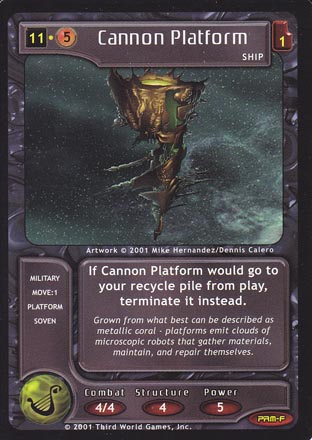 11 • 5 Cannon Platform 1
SHIP
Artwork © 2001 Mike Hernandez/Dennis Calero
MILITARY
MOVE:1
PLATFORM
SOVEN
If Cannon Platform would go to
your recycle pile from play,
terminate it instead.
Grown from what best can be described as
metallic coral - platforms emit clouds of
microscopic robots that gather materials,
maintain, and repair themselves.
Combat Structure Power
4/4 4 5
PRM-F
© 2001 Third World Games, Inc.